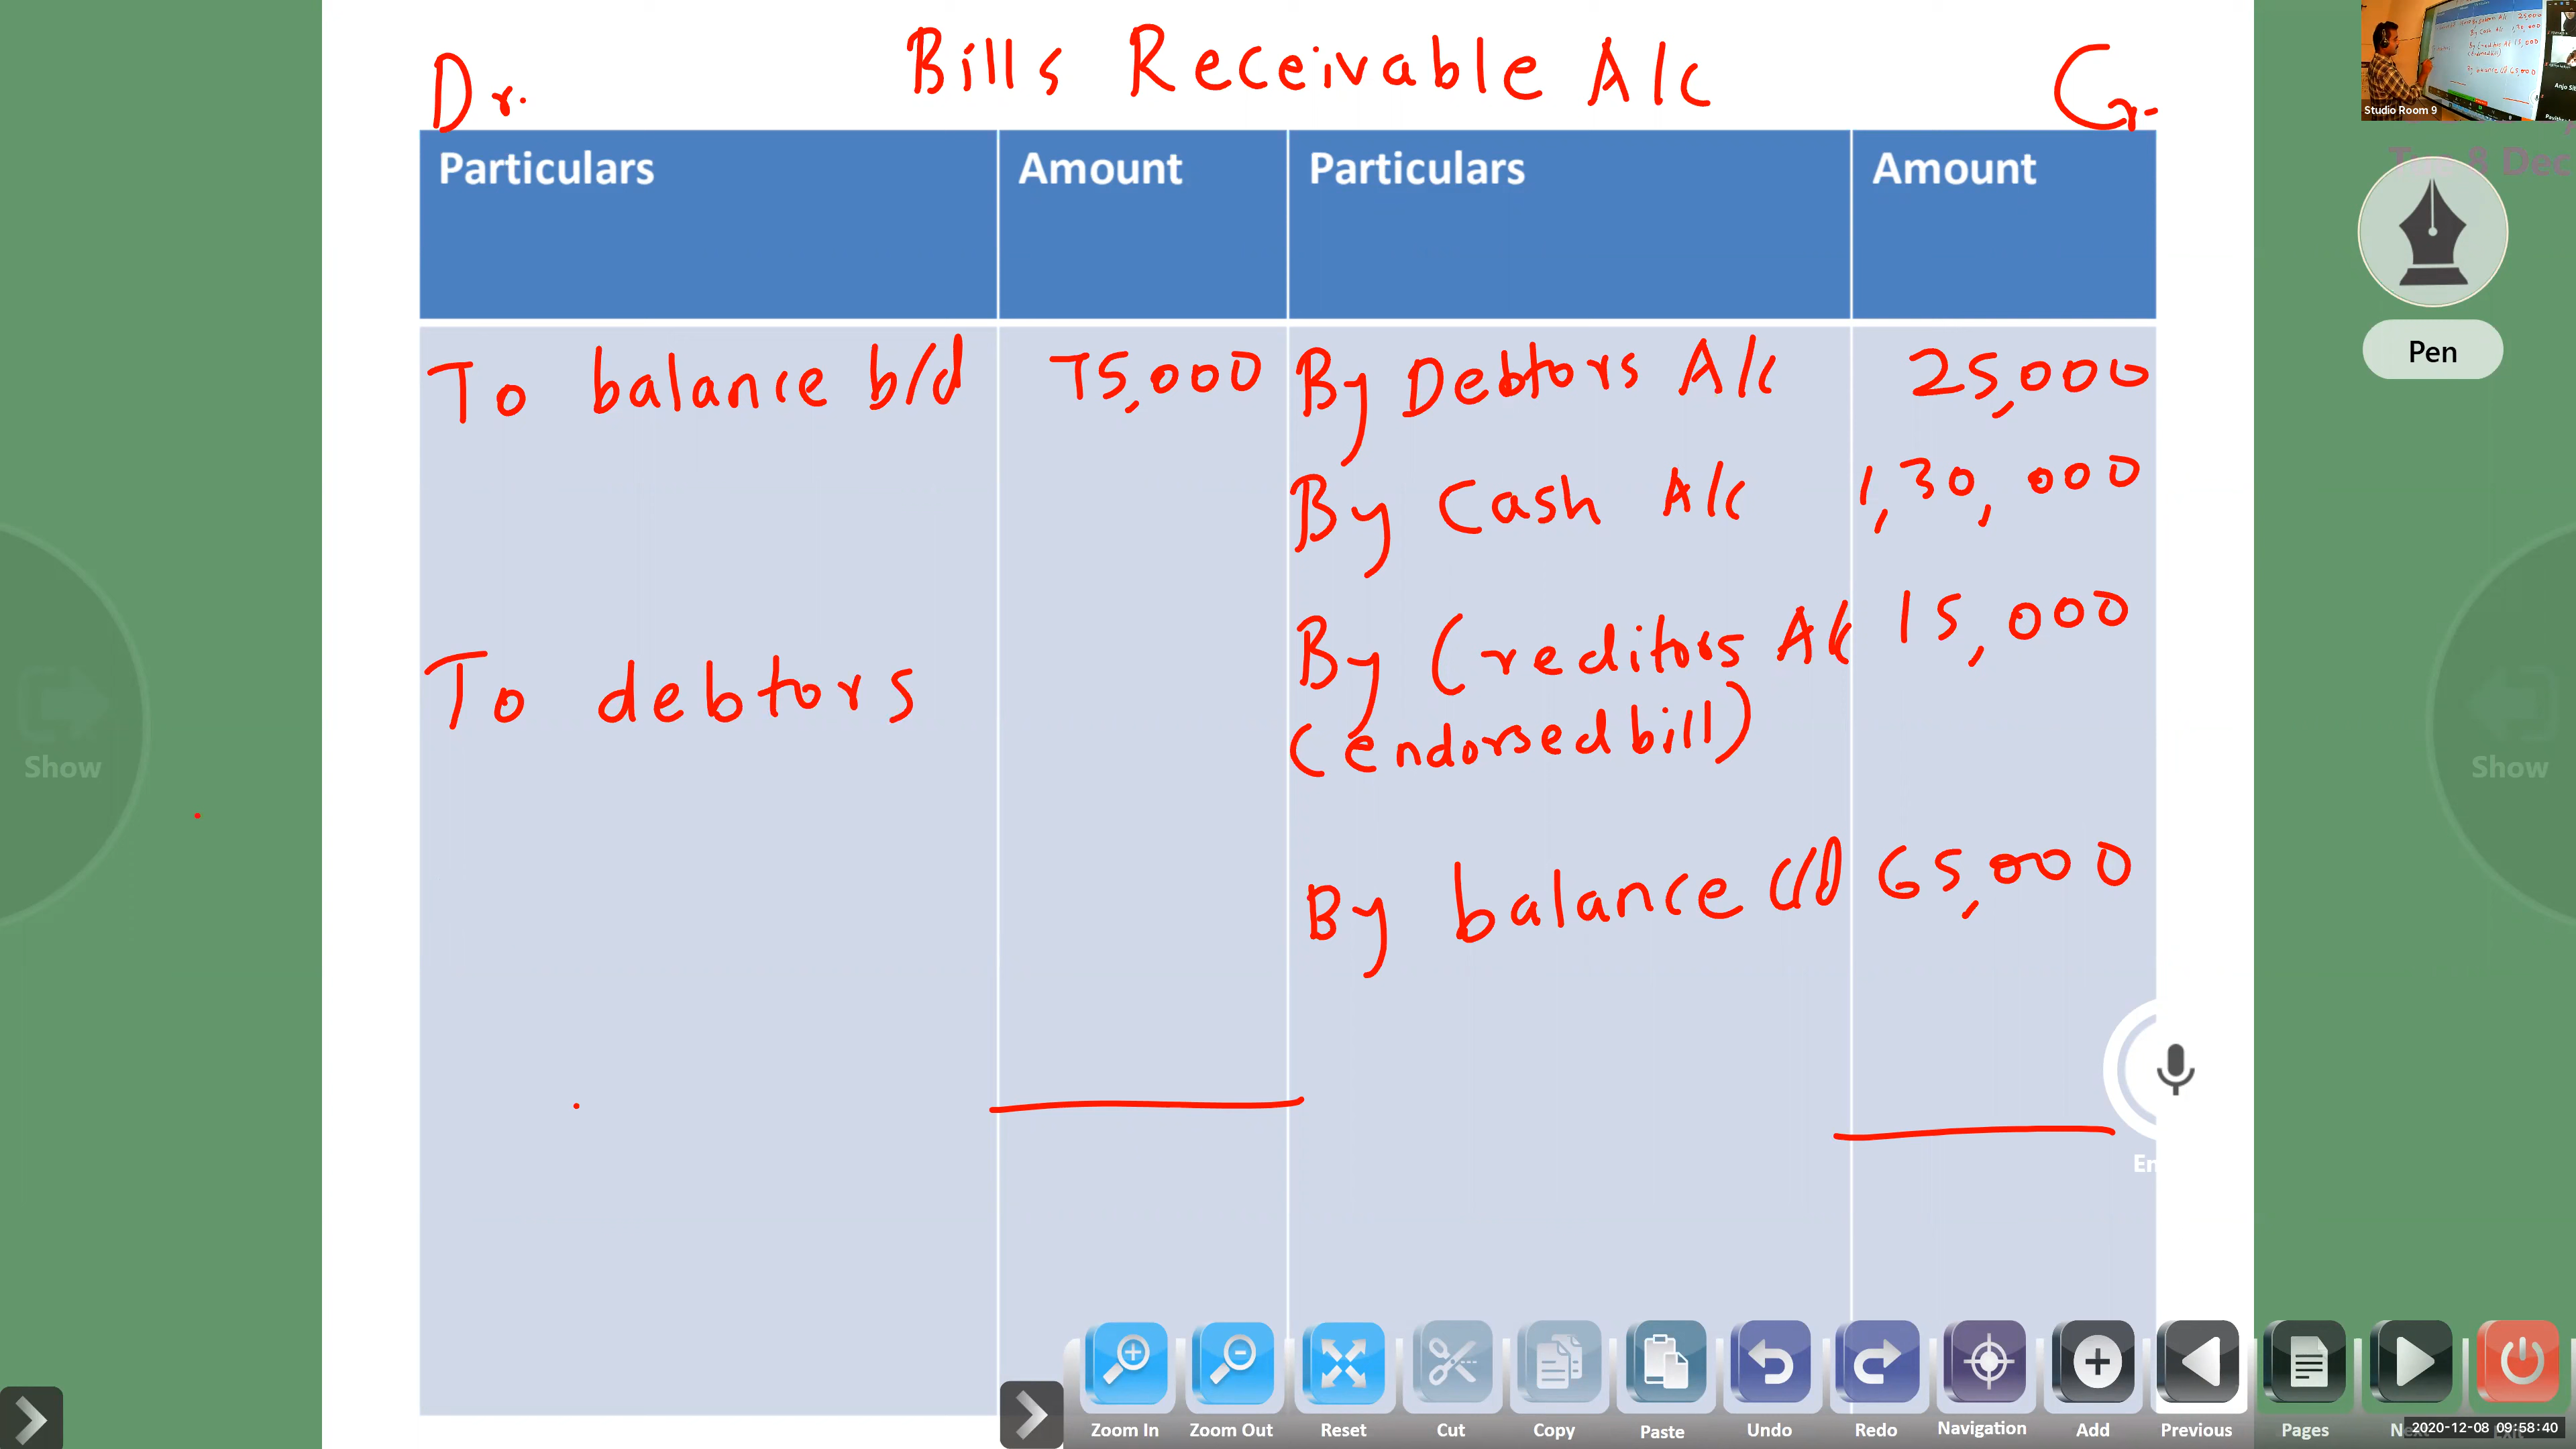 Bills Receivable A/c
Dr.
Cr.
Particulars Amount Particulars Amount
To balance b/d 75,000 By Debtors A/c 25,000
By Cash A/c 1,30,000
To debtors By Creditors A/c 15,000
(endorsed bill)
By balance c/d 65,000
Studio Room 9
8 Dec
Pen
Show
Show
Zoom In Zoom Out Reset Cut Copy Paste Undo Redo Navigation Add Previous Pages
2020-12-08 09:58:40